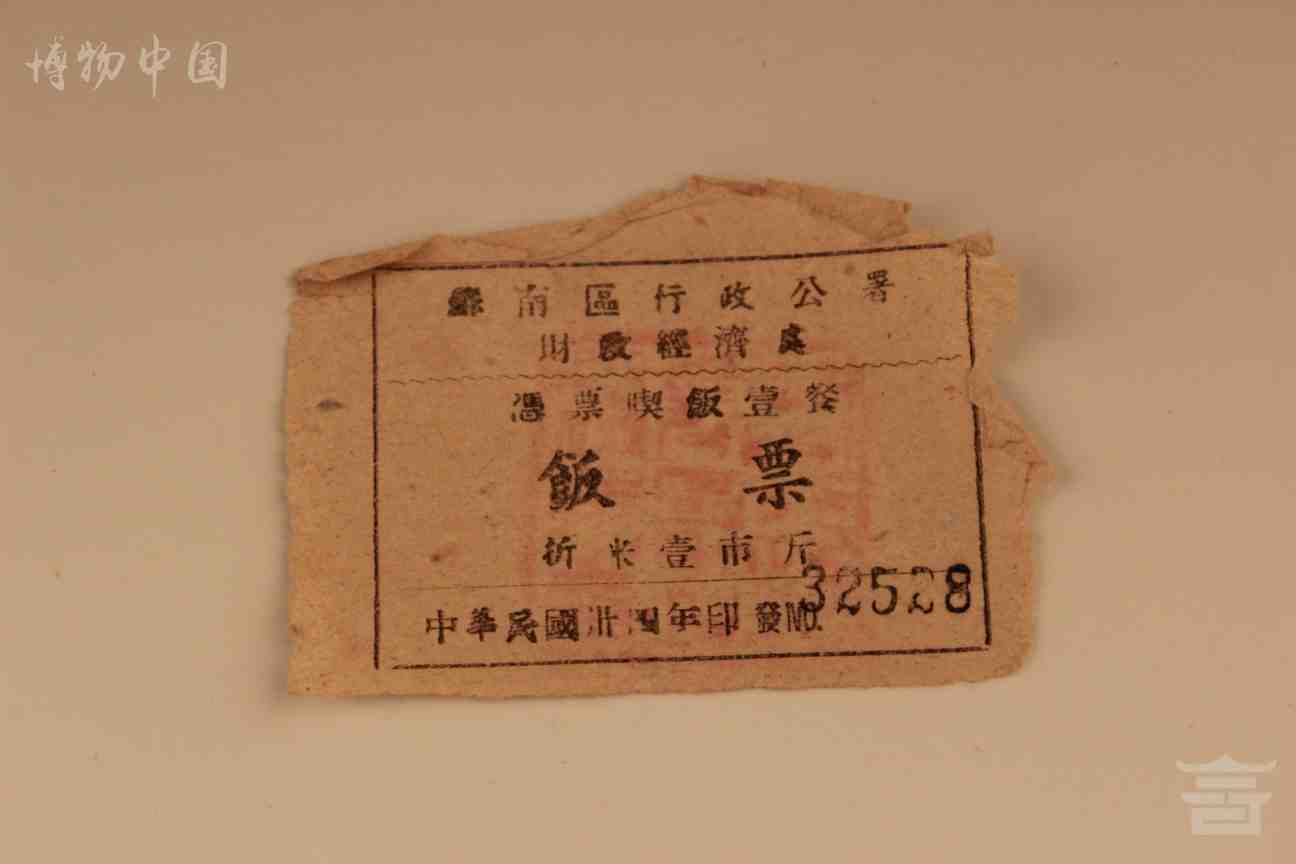 博物中国
蘇南區行政公署
財政經濟處
憑票喫飯壹餐
飯票
折米壹市斤
中華民國卅四年印發No. 32528